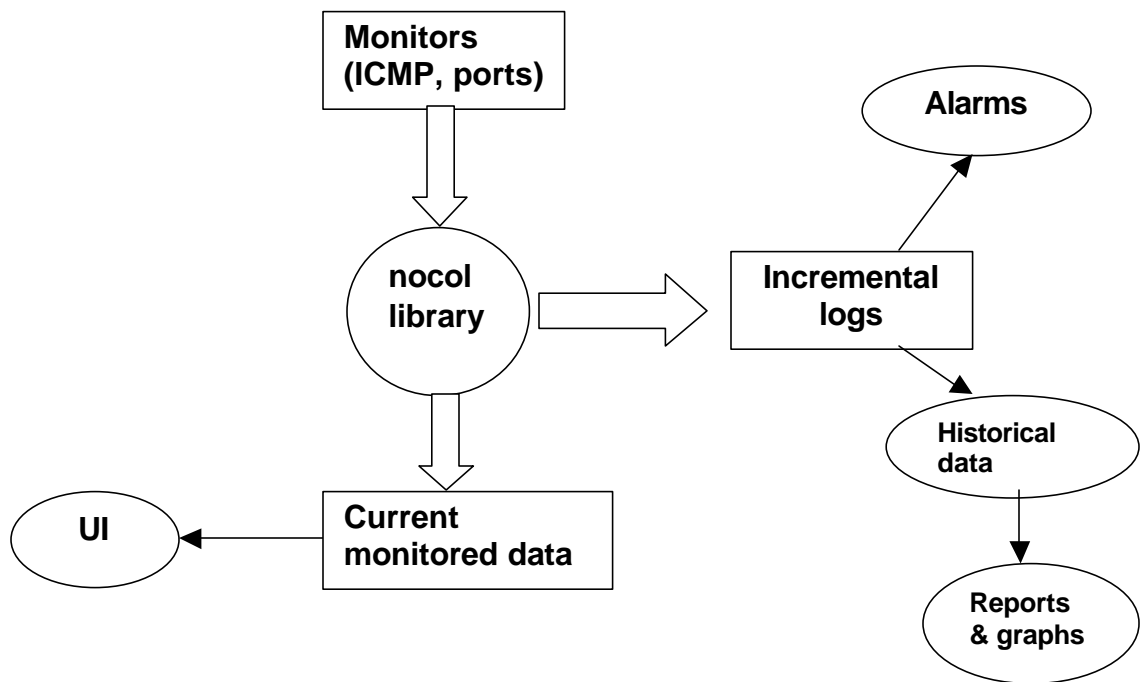 Monitors
(ICMP, ports)
Alarms
nocol
library
Incremental
logs
Historical
data
UI
Current
monitored data
Reports
& graphs